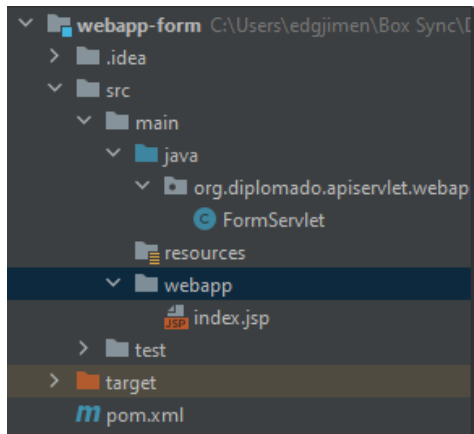 webapp-form C:\Users\edgjimen\Box Sync\
.idea
src
main
java
org.diplomado.apiservlet.webap
FormServlet
resources
webapp
index.jsp
test
target
pom.xml